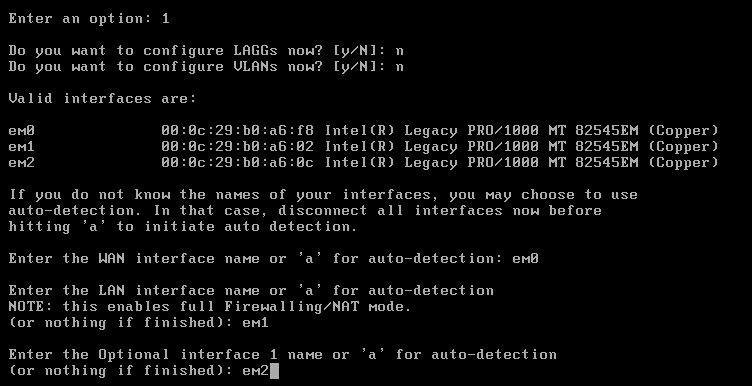 Enter an option: 1
Do you want to configure LAGGs now? [y/N]: n
Do you want to configure VLANs now? [y/N]: n
Valid interfaces are:
em0 00:0c:29:b0:a6:f8 Intel(R) Legacy PRO/1000 MT 82545EM (Copper)
em1 00:0c:29:b0:a6:02 Intel(R) Legacy PRO/1000 MT 82545EM (Copper)
em2 00:0c:29:b0:a6:0c Intel(R) Legacy PRO/1000 MT 82545EM (Copper)
If you do not know the names of your interfaces, you may choose to use
auto-detection. In that case, disconnect all interfaces now before
hitting 'a' to initiate auto detection.
Enter the WAN interface name or 'a' for auto-detection: em0
Enter the LAN interface name or 'a' for auto-detection
NOTE: this enables full Firewalling/NAT mode.
(or nothing if finished): em1
Enter the Optional interface 1 name or 'a' for auto-detection
(or nothing if finished): em2